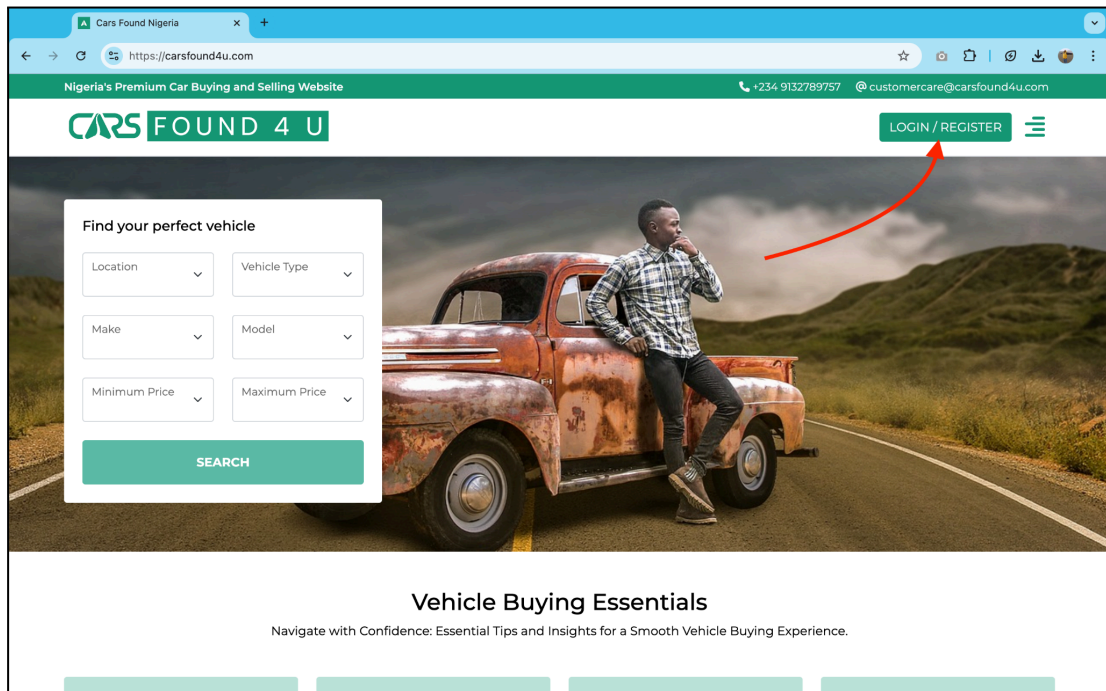 Cars Found Nigeria
https://carsfound4u.com
Nigeria's Premium Car Buying and Selling Website +234 9132789757 @ customercare@carsfound4u.com
CARS FOUND 4 U LOGIN / REGISTER
Find your perfect vehicle
Location Vehicle Type
Make Model
Minimum Price Maximum Price
SEARCH
Vehicle Buying Essentials
Navigate with Confidence: Essential Tips and Insights for a Smooth Vehicle Buying Experience.